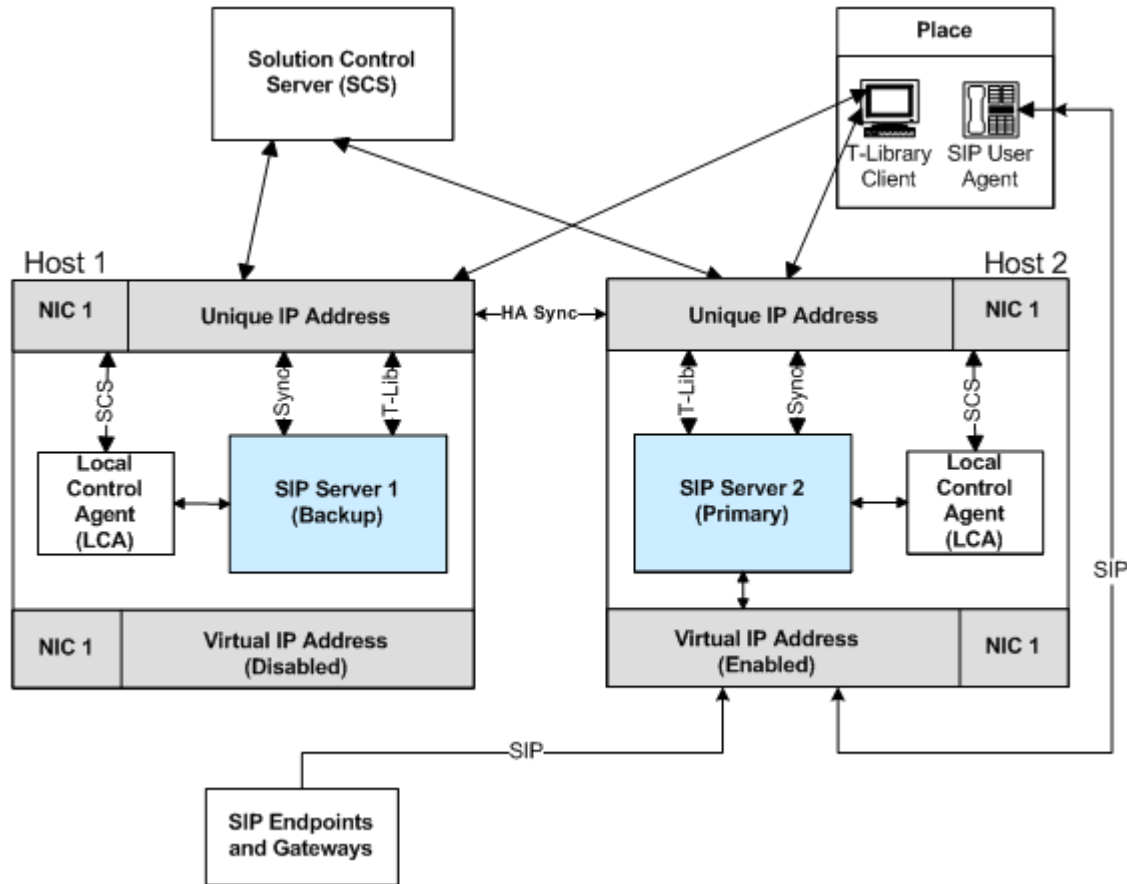 Solution Control
Server (SCS)
Place
T-Library
Client
SIP User
Agent
Host 1
Host 2
NIC 1
Unique IP Address
HA Sync
Unique IP Address
NIC 1
SCS
Sync
T-Lib
T-Lib
Sync
SCS
Local
Control
Agent
(LCA)
SIP Server 1
(Backup)
SIP Server 2
(Primary)
Local
Control
Agent
(LCA)
SIP
NIC 1
Virtual IP Address
(Disabled)
Virtual IP Address
(Enabled)
NIC 1
SIP
SIP Endpoints
and Gateways